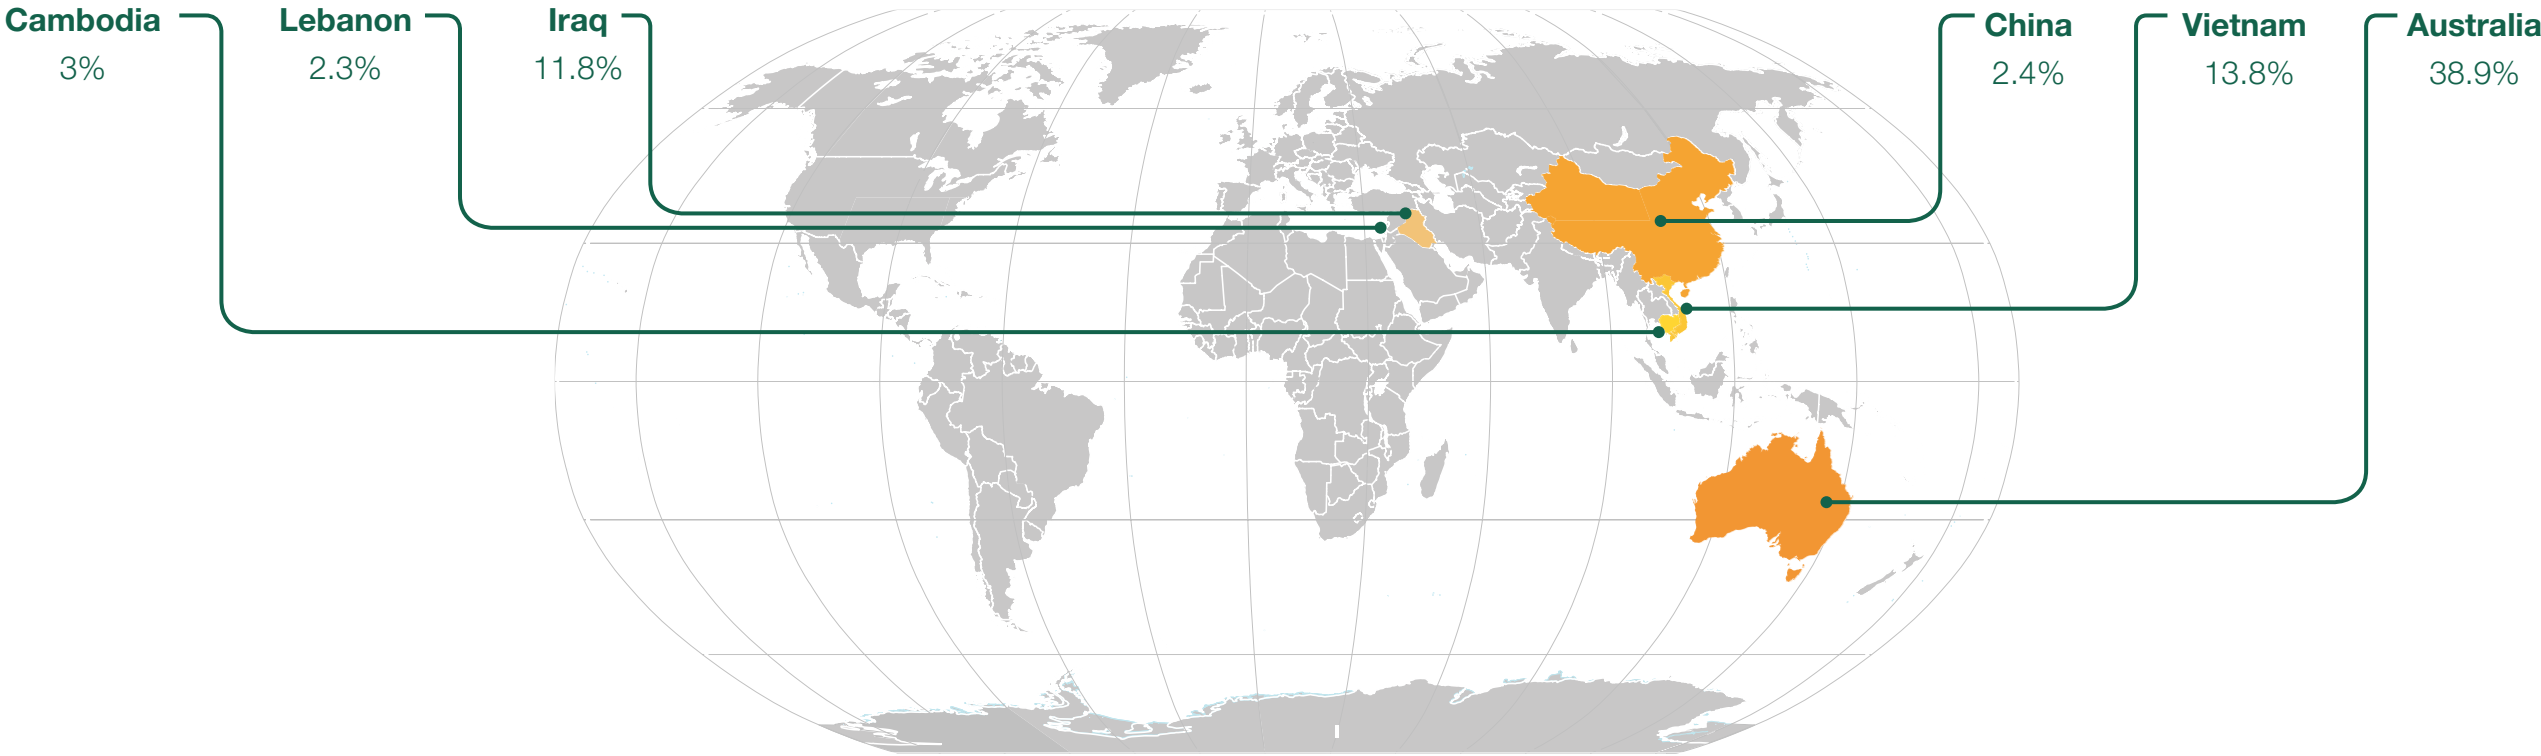 Cambodia
3%
Lebanon
2.3%
Iraq
11.8%
China
2.4%
Vietnam
13.8%
Australia
38.9%